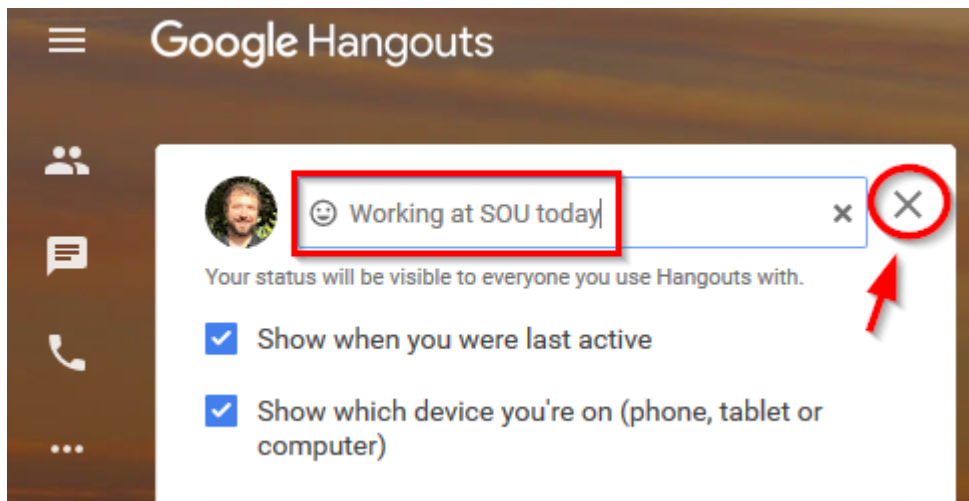 Google Hangouts
Working at SOU today
Your status will be visible to everyone you use Hangouts with.
Show when you were last active
Show which device you're on (phone, tablet or
computer)